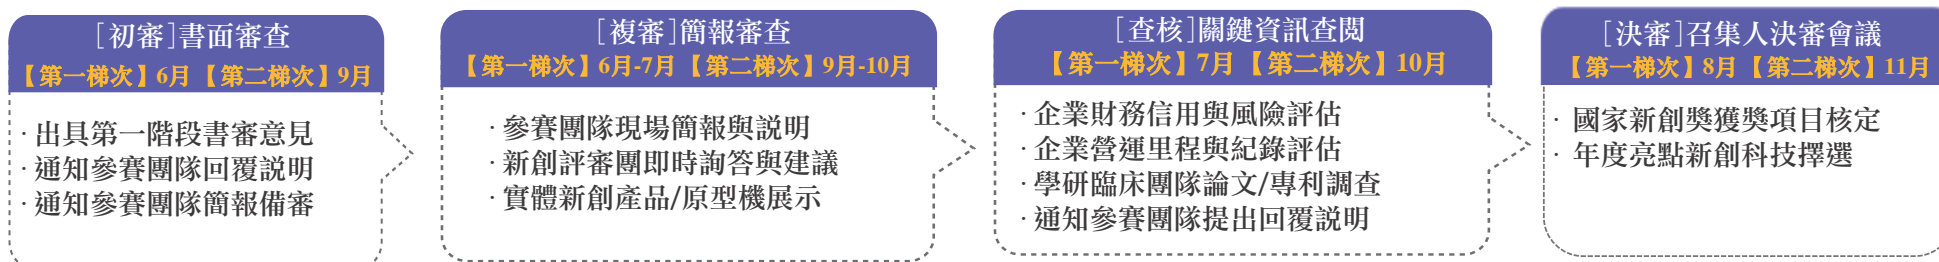 [初審]書面審查
【第一梯次】6月【第二梯次】9月
· 出具第一階段書審意見
· 通知參賽團隊回覆說明
· 通知參賽團隊簡報備審
[複審]簡報審查
【第一梯次】6月-7月【第二梯次】9月-10月
· 參賽團隊現場簡報與說明
· 新創評審團即時詢答與建議
· 實體新創產品/原型機展示
[查核]關鍵資訊查閱
【第一梯次】7月【第二梯次】10月
· 企業財務信用與風險評估
· 企業營運里程與紀錄評估
· 學研臨床團隊論文/專利調查
· 通知參賽團隊提出回覆說明
[決審]召集人決審會議
【第一梯次】8月【第二梯次】11月
· 國家新創獎獲獎項目核定
· 年度亮點新創科技擇選